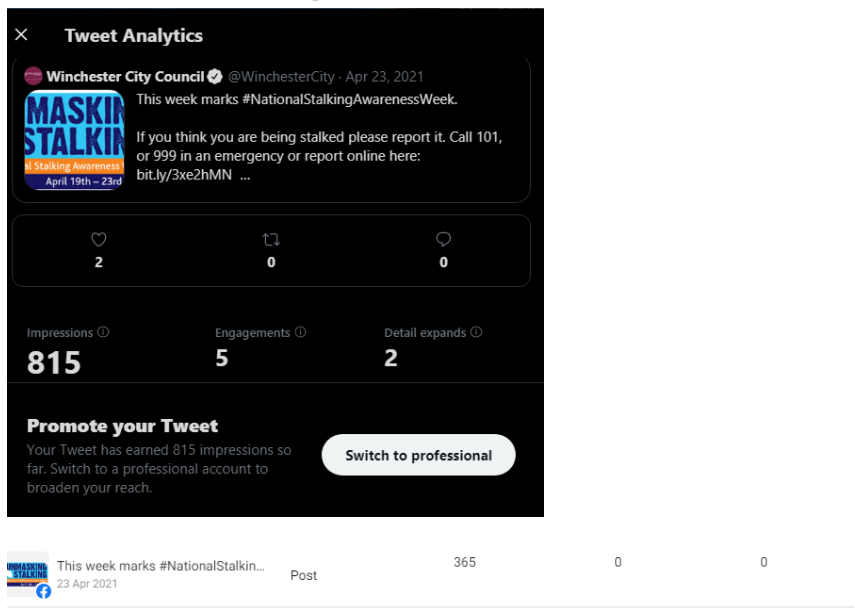 Tweet Analytics
Winchester City Council @WinchesterCity · Apr 23, 2021
This week marks #NationalStalkingAwarenessWeek.
If you think you are being stalked please report it. Call 101,
or 999 in an emergency or report online here:
bit.ly/3xe2hMN ...
MASKIN
STALKIN
al Stalking Awareness
April 19th – 23rd
2 0 0
Impressions Engagements Detail expands
815 5 2
Promote your Tweet
Your Tweet has earned 815 impressions so
far. Switch to a professional account to
broaden your reach.
Switch to professional
UNMASKING
STALKING
This week marks #NationalStalkin...
23 Apr 2021
Post 365 0 0